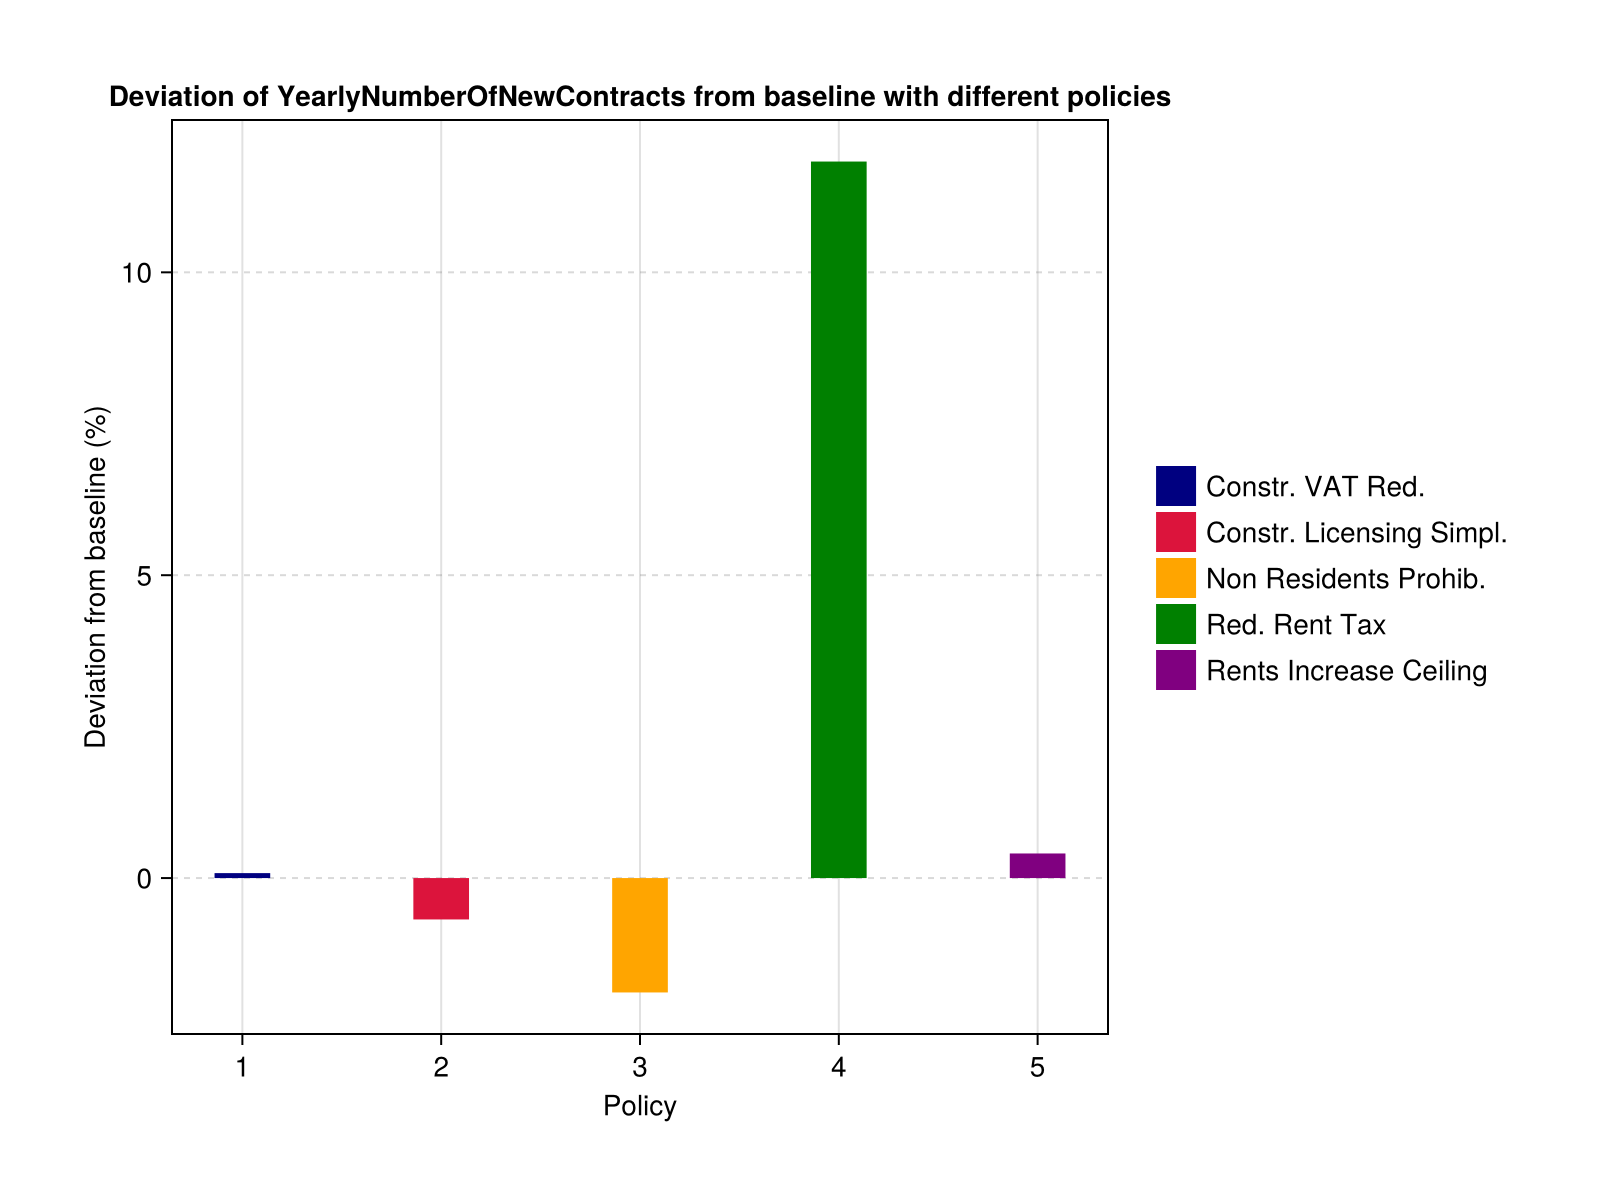 Deviation of YearlyNumberOfNewContracts from baseline with different policies
Deviation from baseline (%)
10
5
0
1
2
3
4
5
Policy
Constr. VAT Red.
Constr. Licensing Simpl.
Non Residents Prohib.
Red. Rent Tax
Rents Increase Ceiling